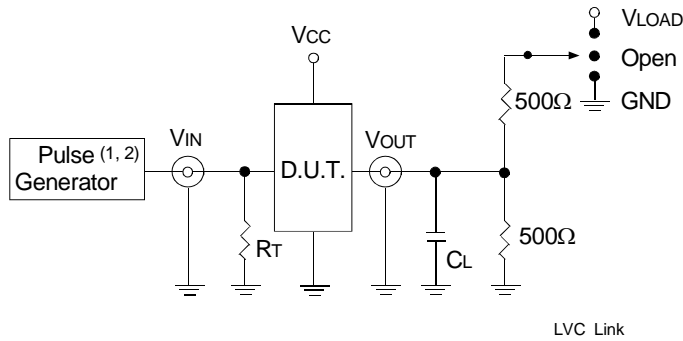 VLOAD
VCC
Open
500Ω
GND
Pulse (1, 2)
Generator
VIN
D.U.T.
VOUT
RT
CL
500Ω
LVC Link